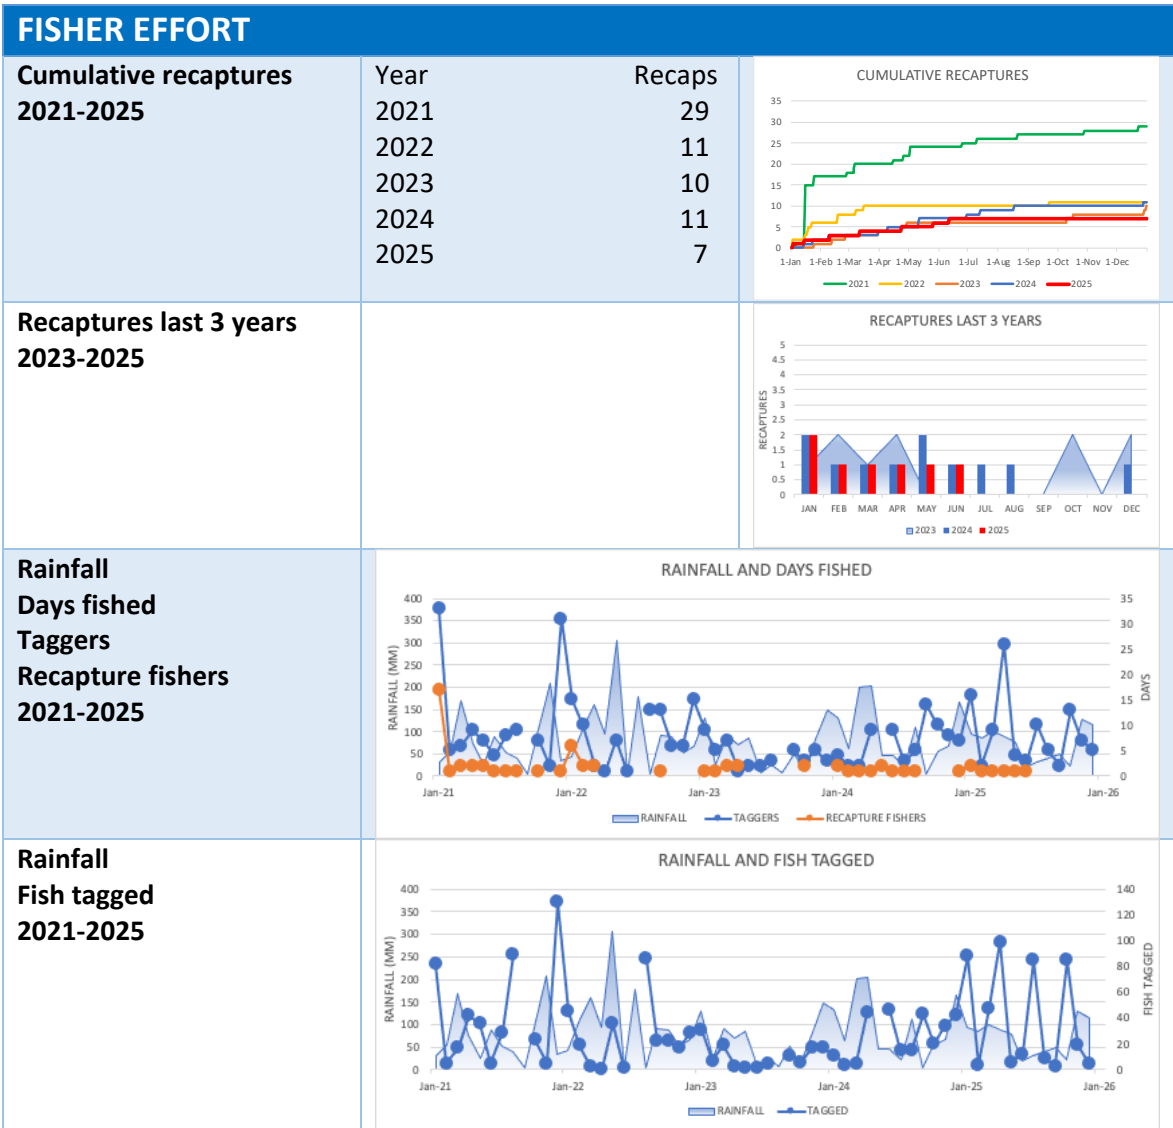 FISHER EFFORT
Cumulative recaptures
2021-2025
Year Recaps
2021 29
2022 11
2023 10
2024 11
2025 7
CUMULATIVE RECAPTURES
35
30
25
20
15
10
5
0
1-Jan 1-Feb 1-Mar 1-Apr 1-May 1-Jun 1-Jul 1-Aug 1-Sep 1-Oct 1-Nov 1-Dec
2021 2022 2023 2024 2025
Recaptures last 3 years
2023-2025
RECAPTURES LAST 3 YEARS
RECAPTURES
5
4.5
4
3.5
3
2.5
2
1.5
1
0.5
0
JAN FEB MAR APR MAY JUN JUL AUG SEP OCT NOV DEC
2023 2024 2025
Rainfall
Days fished
Taggers
Recapture fishers
2021-2025
RAINFALL AND DAYS FISHED
RAINFALL (MM)
400 35
350 30
300 25
250 20
200 15
150 10
100 5
50 0
0
DAYS
Jan-21 Jan-22 Jan-23 Jan-24 Jan-25 Jan-26
RAINFALL TAGGERS RECAPTURE FISHERS
Rainfall
Fish tagged
2021-2025
RAINFALL AND FISH TAGGED
RAINFALL (MM)
400 140
350 120
300 100
250 80
200 60
150 40
100 20
50 0
0
FISH TAGGED
Jan-21 Jan-22 Jan-23 Jan-24 Jan-25 Jan-26
RAINFALL TAGGED